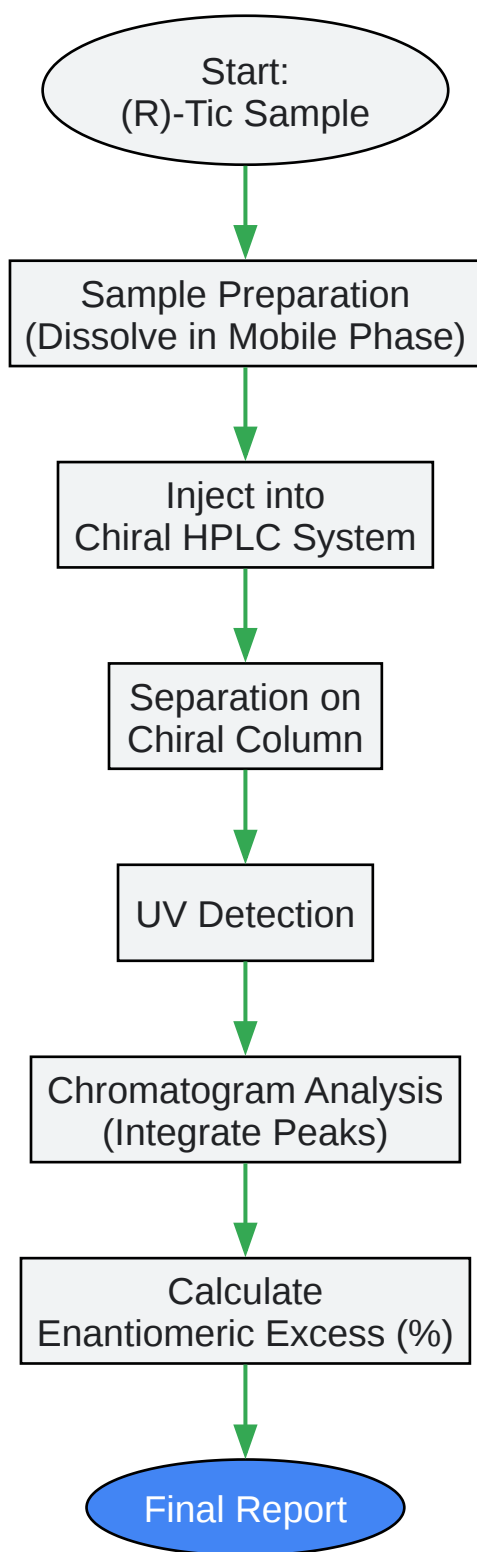 Start:
(R)-Tic Sample
Sample Preparation
(Dissolve in Mobile Phase)
Inject into
Chiral HPLC System
Separation on
Chiral Column
UV Detection
Chromatogram Analysis
(Integrate Peaks)
Calculate
Enantiomeric Excess (%)
Final Report